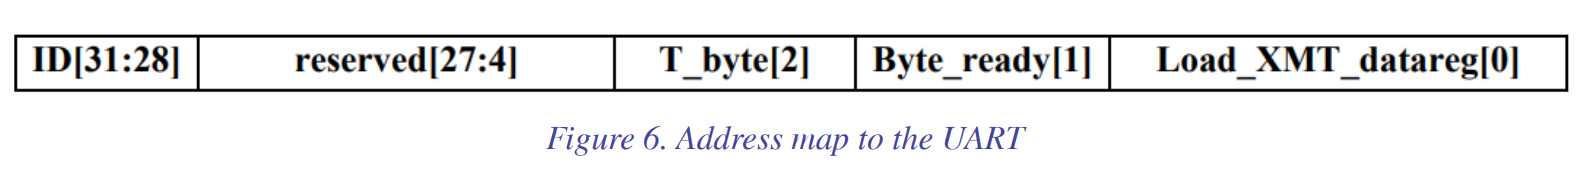 ID[31:28] reserved[27:4] T_byte[2] Byte_ready[1] Load_XMT_datareg[0]
Figure 6. Address map to the UART